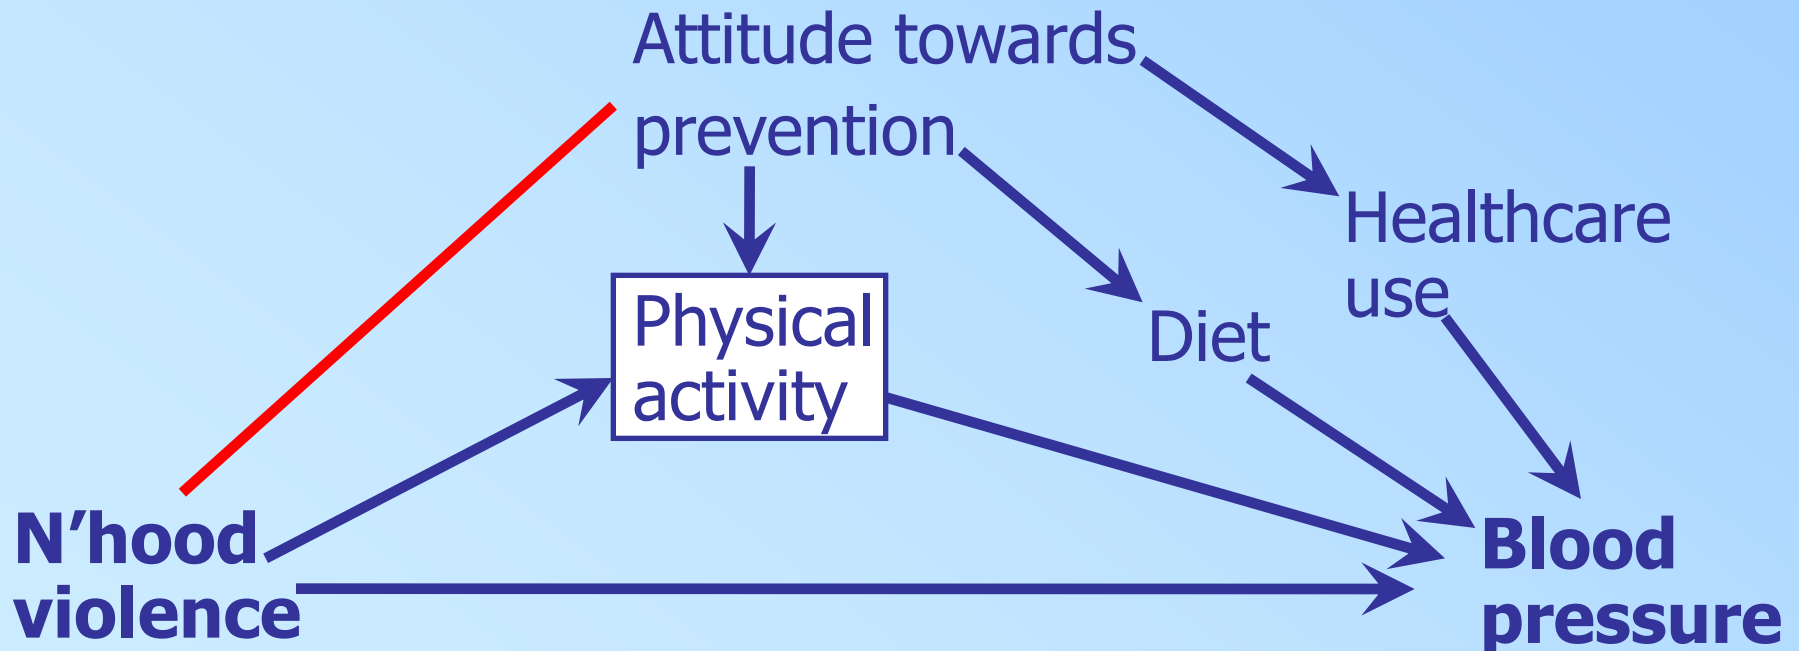 Attitude towards
prevention
Healthcare
use
Physical
activity
Diet
N’hood
violence
Blood
pressure